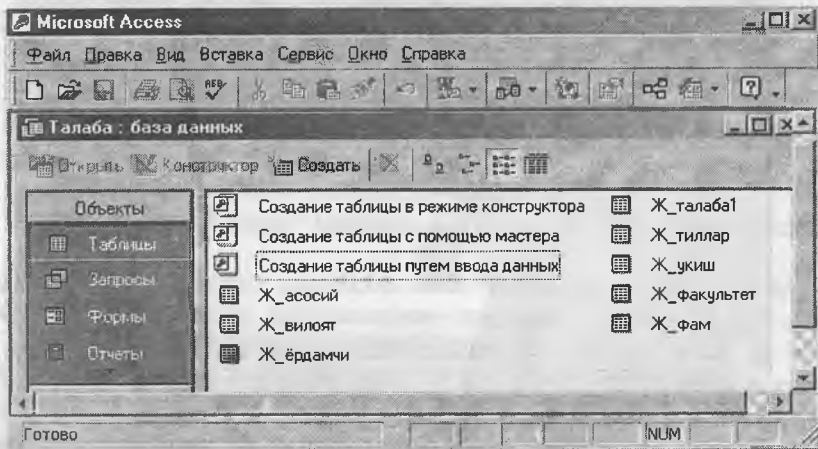 Microsoft Access
Файл Правка Вид Вставка Сервис Окно Справка
Талаба : база данных
Открыть Конструктор Создать
Объекты
Таблицы
Запросы
Формы
Отчеты
Создание таблицы в режиме конструктора
Создание таблицы с помощью мастера
Создание таблицы путем ввода данных
Ж_асосий
Ж_вилоят
Ж_ёрдамчи
Ж_талаба1
Ж_тиллар
Ж_укиш
Ж_факультет
Ж_фам
Готово
NUM